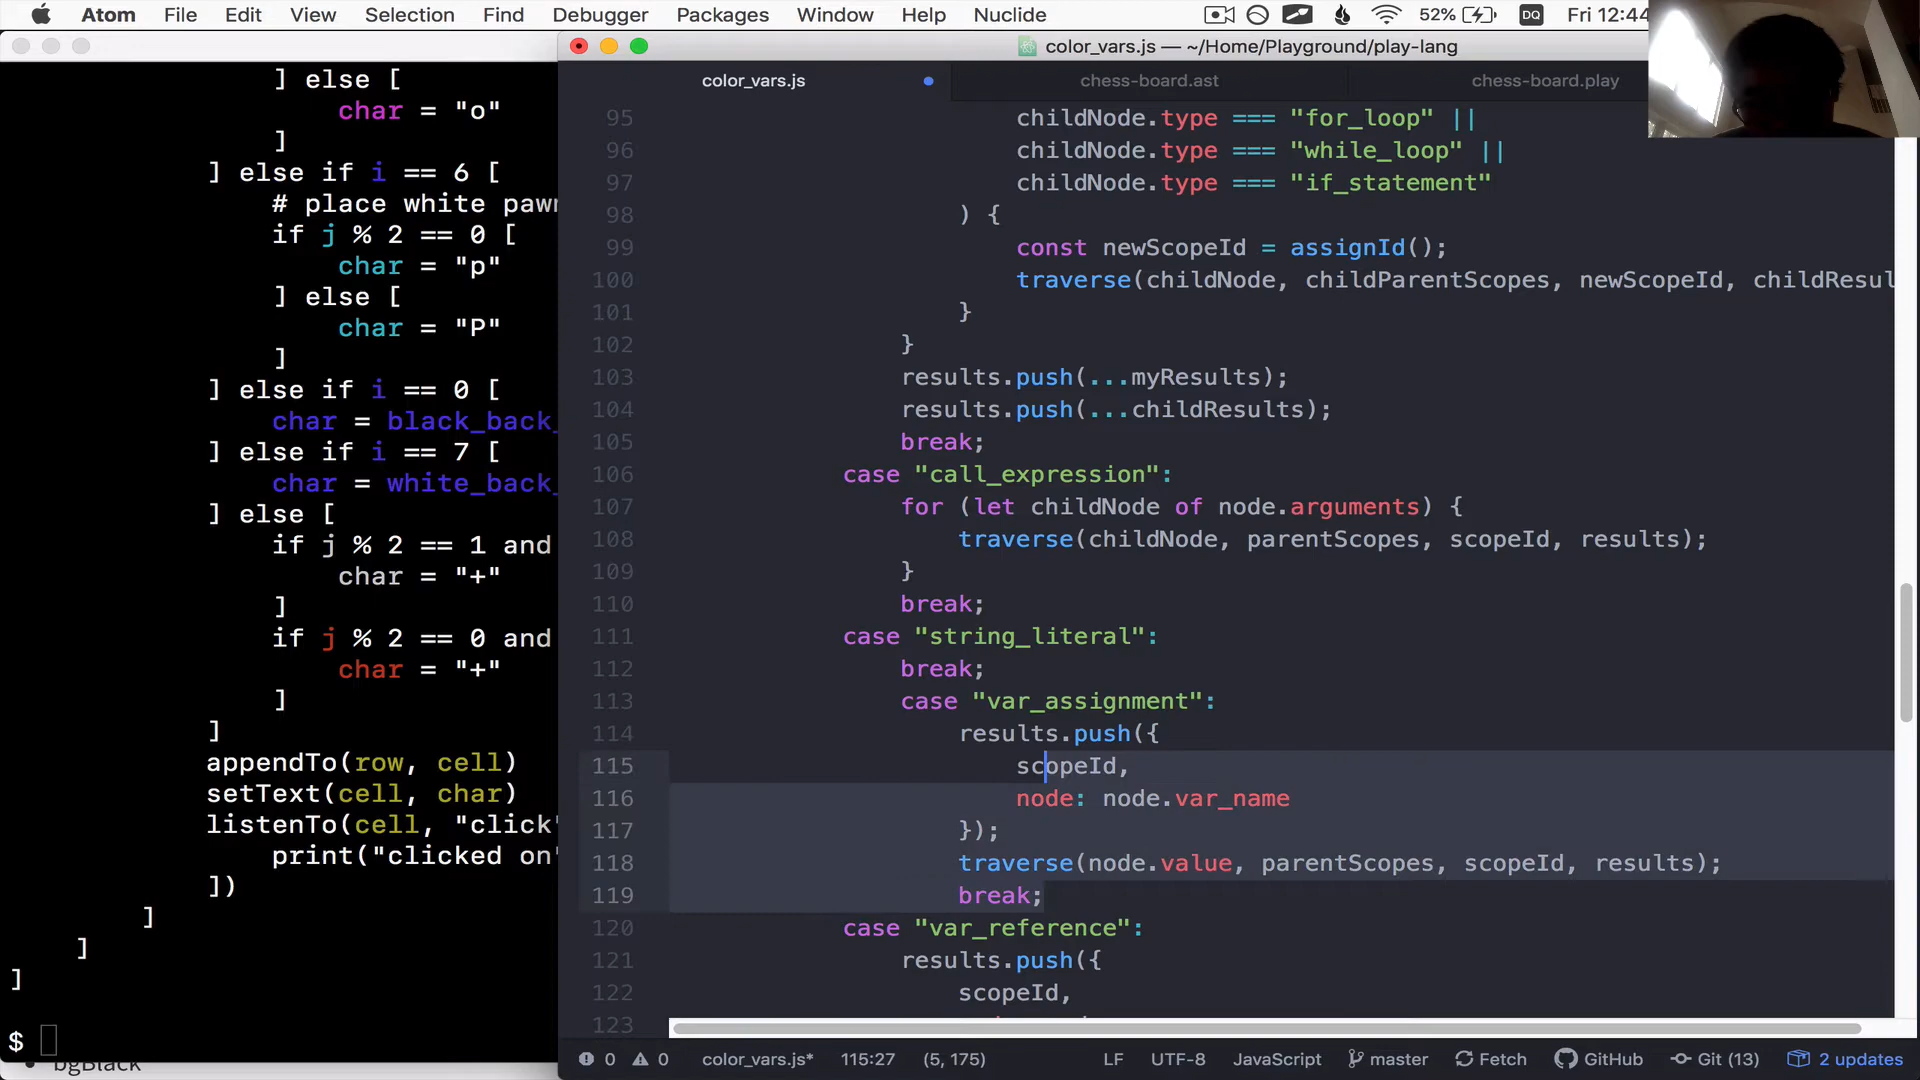 Atom File Edit View Selection Find Debugger Packages Window Help Nuclide 52% DQ Fri 12:44
color_vars.js — ~/Home/Playground/play-lang
color_vars.js chess-board.ast chess-board.play
] else [
char = "o"
]
] else if i == 6 [
# place white pawn
if j % 2 == 0 [
char = "p"
] else [
char = "P"
]
] else if i == 0 [
char = black_back_
] else if i == 7 [
char = white_back_
] else [
if j % 2 == 1 and
char = "+"
]
if j % 2 == 0 and
char = "+"
]
]
appendTo(row, cell)
setText(cell, char)
listenTo(cell, "click"
print("clicked on"
])
]
]
]
$
bgBlack
95 childNode.type === "for_loop" ||
96 childNode.type === "while_loop" ||
97 childNode.type === "if_statement"
98 ) {
99 const newScopeId = assignId();
100 traverse(childNode, childParentScopes, newScopeId, childResul
101 }
102 }
103 results.push(...myResults);
104 results.push(...childResults);
105 break;
106 case "call_expression":
107 for (let childNode of node.arguments) {
108 traverse(childNode, parentScopes, scopeId, results);
109 }
110 break;
111 case "string_literal":
112 break;
113 case "var_assignment":
114 results.push({
115 scopeId,
116 node: node.var_name
117 });
118 traverse(node.value, parentScopes, scopeId, results);
119 break;
120 case "var_reference":
121 results.push({
122 scopeId,
123
0 0 color_vars.js* 115:27 (5, 175) LF UTF-8 JavaScript master Fetch GitHub Git (13) 2 updates